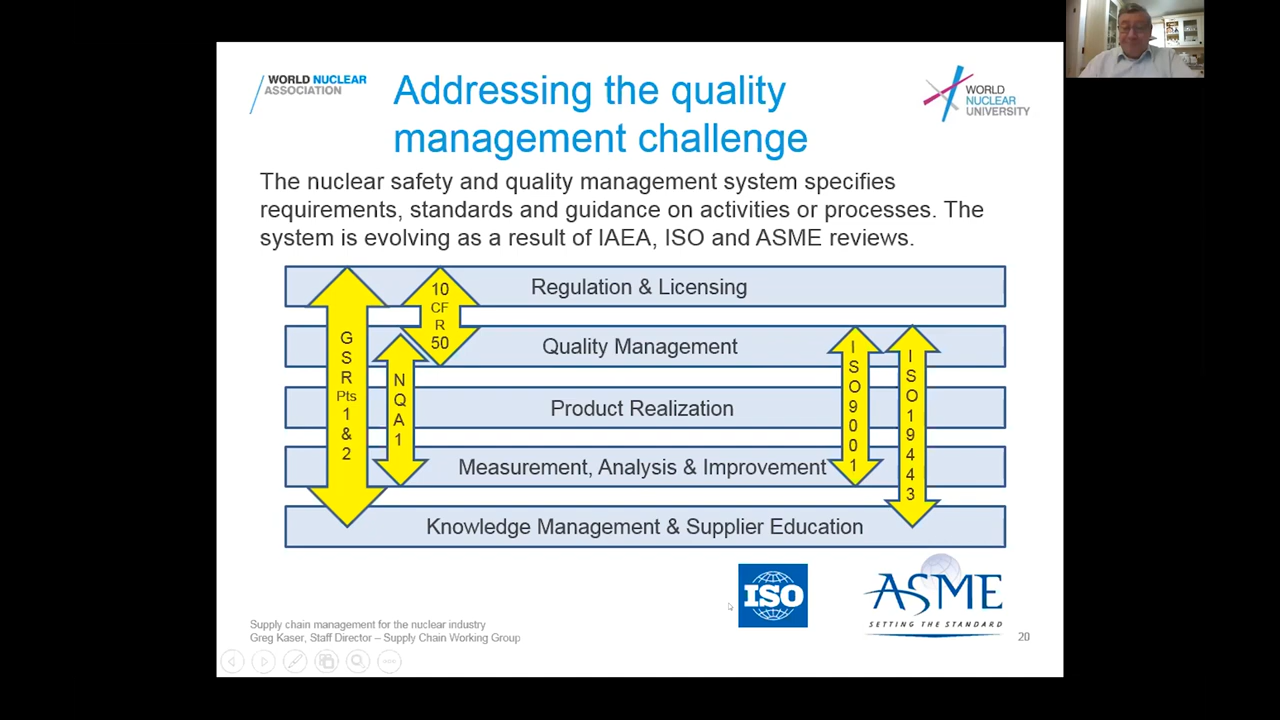 WORLD NUCLEAR
ASSOCIATION
Addressing the quality
management challenge
WORLD
NUCLEAR
UNIVERSITY
The nuclear safety and quality management system specifies
requirements, standards and guidance on activities or processes. The
system is evolving as a result of IAEA, ISO and ASME reviews.
Regulation & Licensing
Quality Management
Product Realization
Measurement, Analysis & Improvement
Knowledge Management & Supplier Education
G
S
R
Pts
1
&
2
N
Q
A
1
10
CF
R
50
I
S
O
9
0
0
1
I
S
O
1
9
4
4
3
ISO
ASME
SETTING THE STANDARD
Supply chain management for the nuclear industry
Greg Kaser, Staff Director – Supply Chain Working Group
20